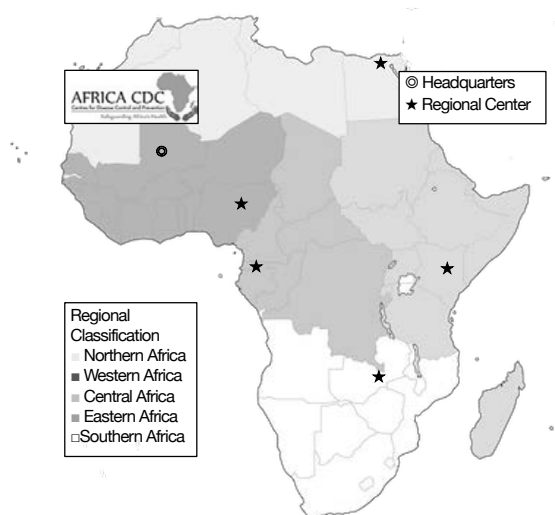 AFRICA CDC
Centres for Disease Control and Prevention
Safeguarding Africa's Health
Headquarters
Regional Center
Regional
Classification
Northern Africa
Western Africa
Central Africa
Eastern Africa
Southern Africa